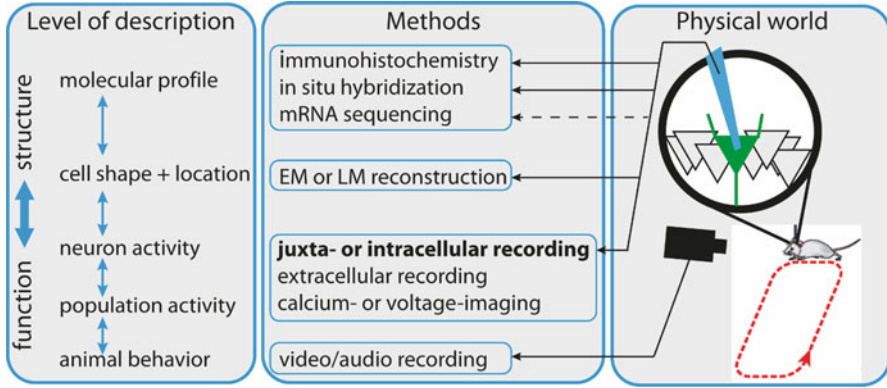 Level of description
structure
function
molecular profile
cell shape + location
neuron activity
population activity
animal behavior
Methods
immunohistochemistry
in situ hybridization
mRNA sequencing
EM or LM reconstruction
juxta- or intracellular recording
extracellular recording
calcium- or voltage-imaging
video/audio recording
Physical world